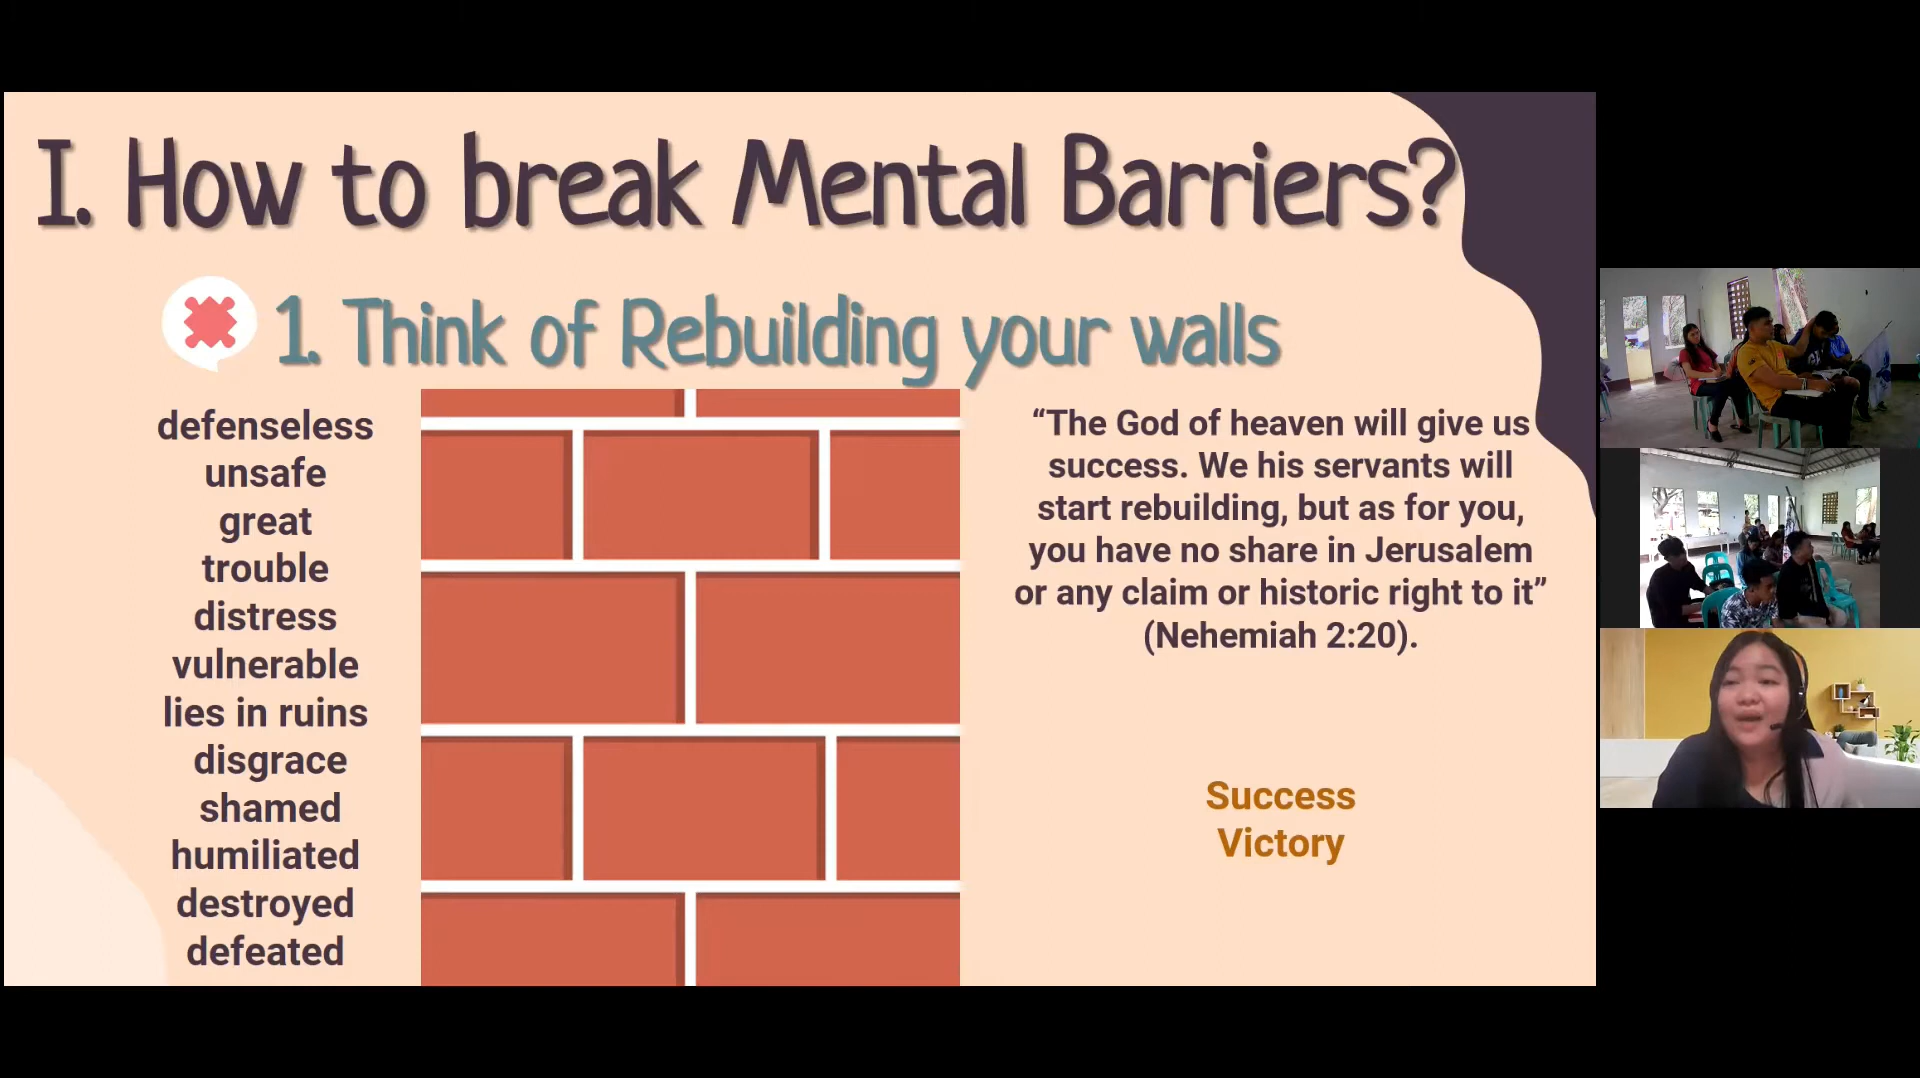 I. How to break Mental Barriers?
1. Think of Rebuilding your walls
defenseless
unsafe
great
trouble
distress
vulnerable
lies in ruins
disgrace
shamed
humiliated
destroyed
defeated
“The God of heaven will give us
success. We his servants will
start rebuilding, but as for you,
you have no share in Jerusalem
or any claim or historic right to it”
(Nehemiah 2:20).
Success
Victory